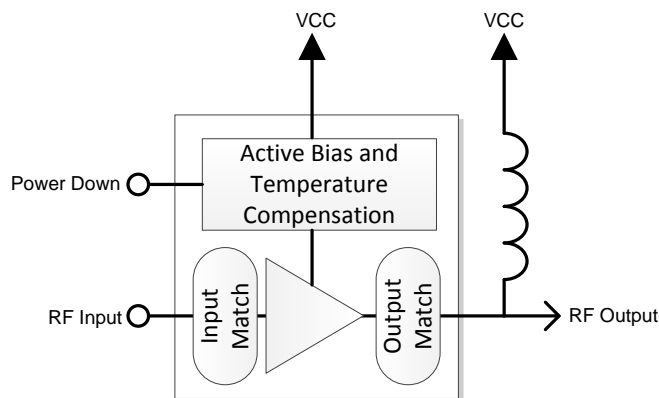 VCC
VCC
Active Bias and
Temperature
Compensation
Power Down
RF Input
Input
Match
Output
Match
RF Output